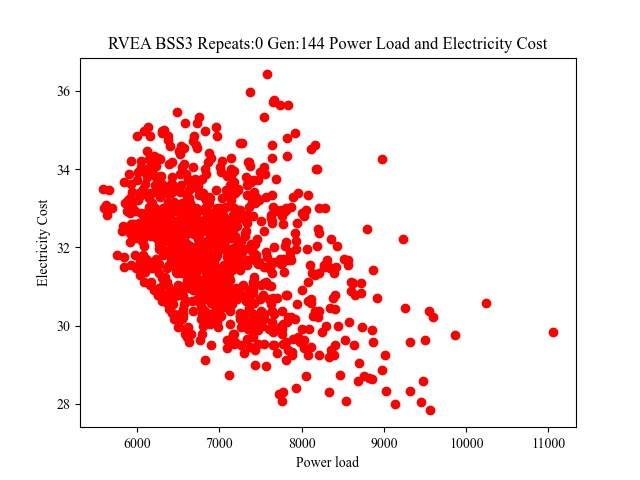 RVEA BSS3 Repeats:0 Gen:144 Power Load and Electricity Cost
36
34
32
30
28
Electricity Cost
6000 7000 8000 9000 10000 11000
Power load